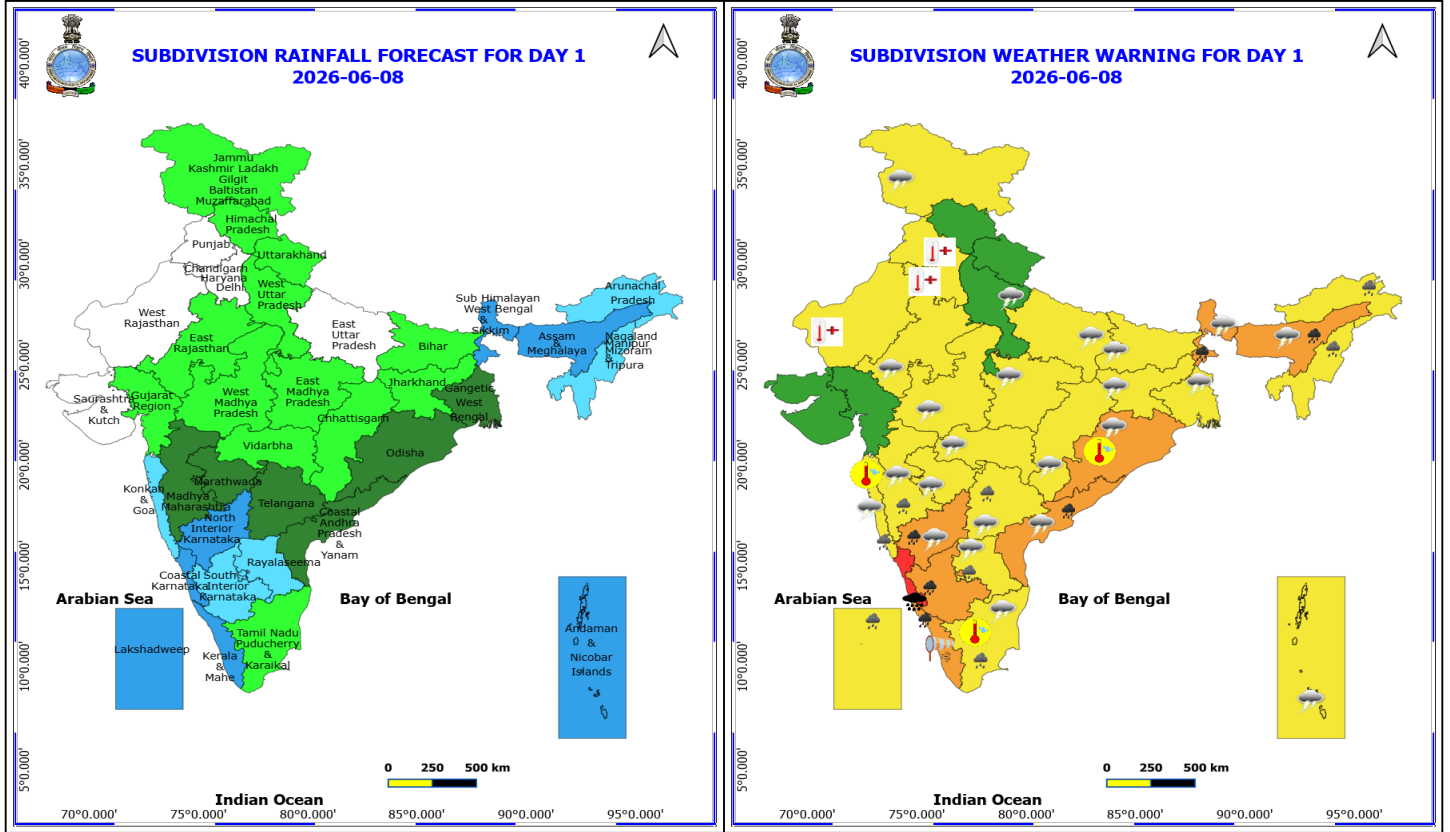 SUBDIVISION RAINFALL FORECAST FOR DAY 1
2026-06-08
40°0.000'
35°0.000'
30°0.000'
25°0.000'
20°0.000'
15°0.000'
10°0.000'
5°0.000'
Jammu
Kashmir Ladakh
Gilgit
Baltistan
Muzaffarabad
Himachal
Pradesh
Punjab
Uttarakhand
Chandigarh
Haryana
Delhi
West
Uttar
Pradesh
West
Rajasthan
East
Uttar
Pradesh
East
Rajasthan
Bihar
Sub Himalayan
West Bengal
&
Sikkim
Arunachal
Pradesh
Assam
&
Meghalaya
Nagaland
Manipur
Mizoram
&
Tripura
Saurashtra
&
Kutch
Gujarat
Region
West
Madhya
Pradesh
East
Madhya
Pradesh
Jharkhand
Gangetic
West
Bengal
Chhattisgarh
Vidarbha
Odisha
Konkan
&
Goa
Marathwada
Madhya
Maharashtra
Telangana
North
Interior
Karnataka
Coastal
Andhra
Pradesh
&
Yanam
Rayalaseema
Coastal
Karnataka
South
Interior
Karnataka
Arabian Sea
Bay of Bengal
Lakshadweep
Kerala
&
Mahe
Tamil Nadu
Puducherry
&
Karaikal
Andaman
&
Nicobar
Islands
0 250 500 km
Indian Ocean
70°0.000' 75°0.000' 80°0.000' 85°0.000' 90°0.000' 95°0.000'
SUBDIVISION WEATHER WARNING FOR DAY 1
2026-06-08
40°0.000'
35°0.000'
30°0.000'
25°0.000'
20°0.000'
15°0.000'
10°0.000'
5°0.000'
Arabian Sea
Bay of Bengal
0 250 500 km
Indian Ocean
70°0.000' 75°0.000' 80°0.000' 85°0.000' 90°0.000' 95°0.000'